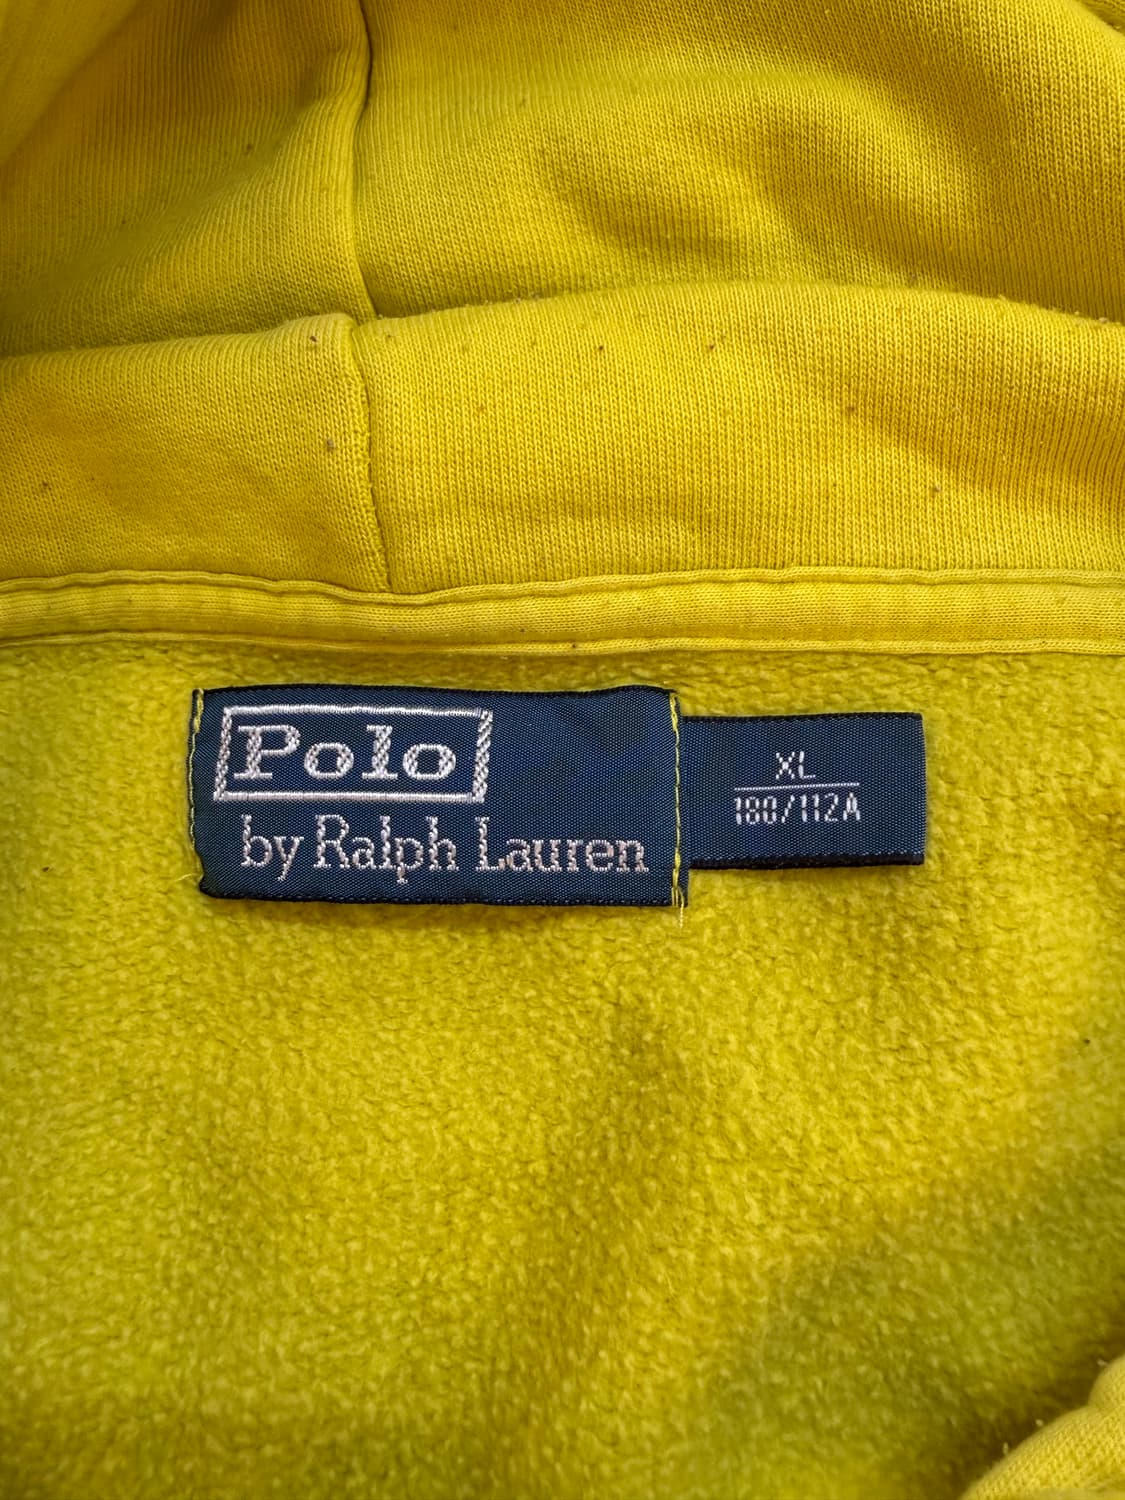 Polo
by Ralph Lauren
XL
180/112A